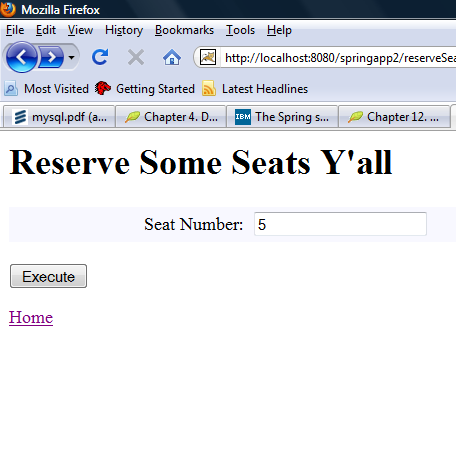 Mozilla Firefox
File Edit View History Bookmarks Tools Help
http://localhost:8080/springapp2/reserveSea
Most Visited Getting Started Latest Headlines
mysql.pdf (a... Chapter 4. D... IBM The Spring s... Chapter 12. ...
Reserve Some Seats Y'all
Seat Number: 5
Execute
Home